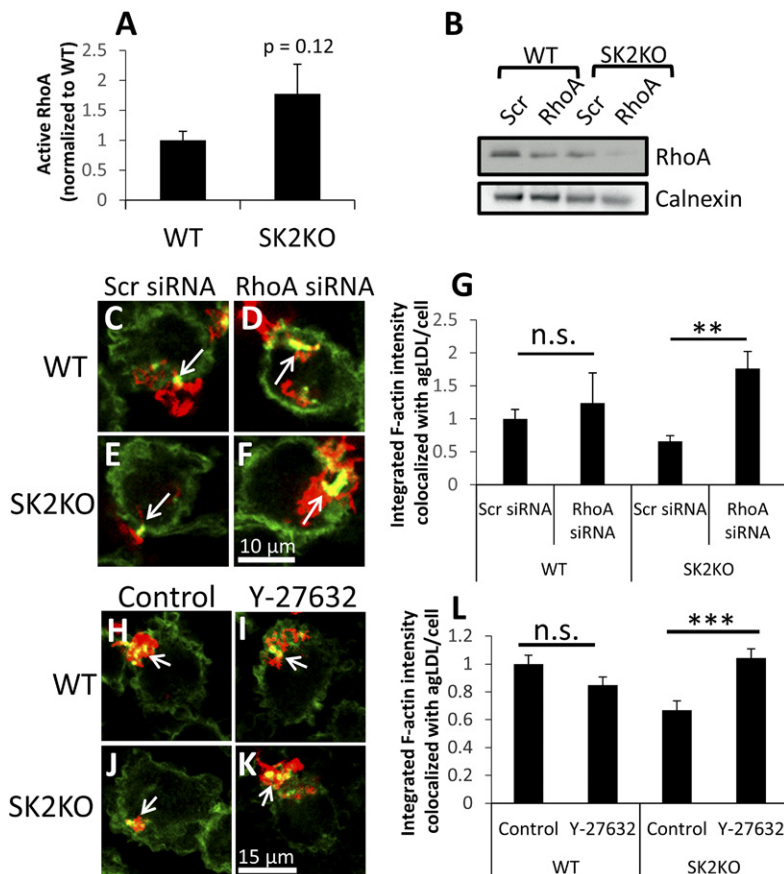 A
p = 0.12
Active RhoA
(normalized to WT)
2.5
2
1.5
1
0.5
0
WT
SK2KO
B
WT
SK2KO
Scr
RhoA
Scr
RhoA
RhoA
Calnexin
Scr siRNA
RhoA siRNA
WT
C
D
SK2KO
E
F
10 μm
G
Integrated F-actin intensity
colocalized with agLDL/cell
2.5
2
1.5
1
0.5
0
n.s.
**
Scr siRNA
RhoA
siRNA
Scr siRNA
RhoA
siRNA
WT
SK2KO
Control
Y-27632
WT
H
I
SK2KO
J
K
15 μm
L
Integrated F-actin intensity
colocalized with agLDL/cell
1.2
1
0.8
0.6
0.4
0.2
0
n.s.
***
Control
Y-27632
Control
Y-27632
WT
SK2KO